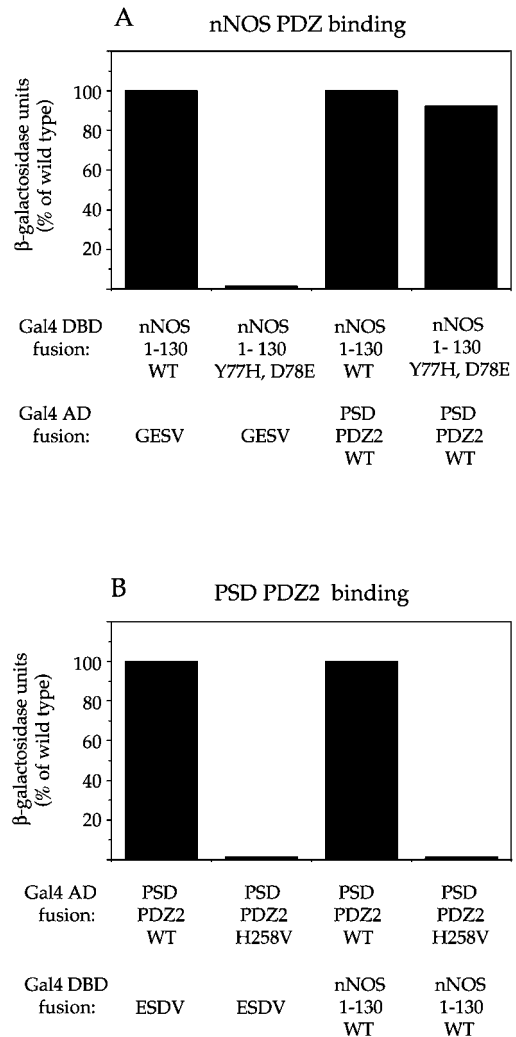 A
nNOS PDZ binding
β-galactosidase units
(% of wild type)
100
80
60
40
20
Gal4 DBD fusion:
nNOS 1-130 WT
nNOS 1- 130 Y77H, D78E
nNOS 1-130 WT
nNOS 1- 130 Y77H, D78E
Gal4 AD fusion:
GESV
GESV
PSD PDZ2 WT
PSD PDZ2 WT
B
PSD PDZ2 binding
β-galactosidase units
(% of wild type)
100
80
60
40
20
Gal4 AD fusion:
PSD PDZ2 WT
PSD PDZ2 H258V
PSD PDZ2 WT
PSD PDZ2 H258V
Gal4 DBD fusion:
ESDV
ESDV
nNOS 1-130 WT
nNOS 1-130 WT